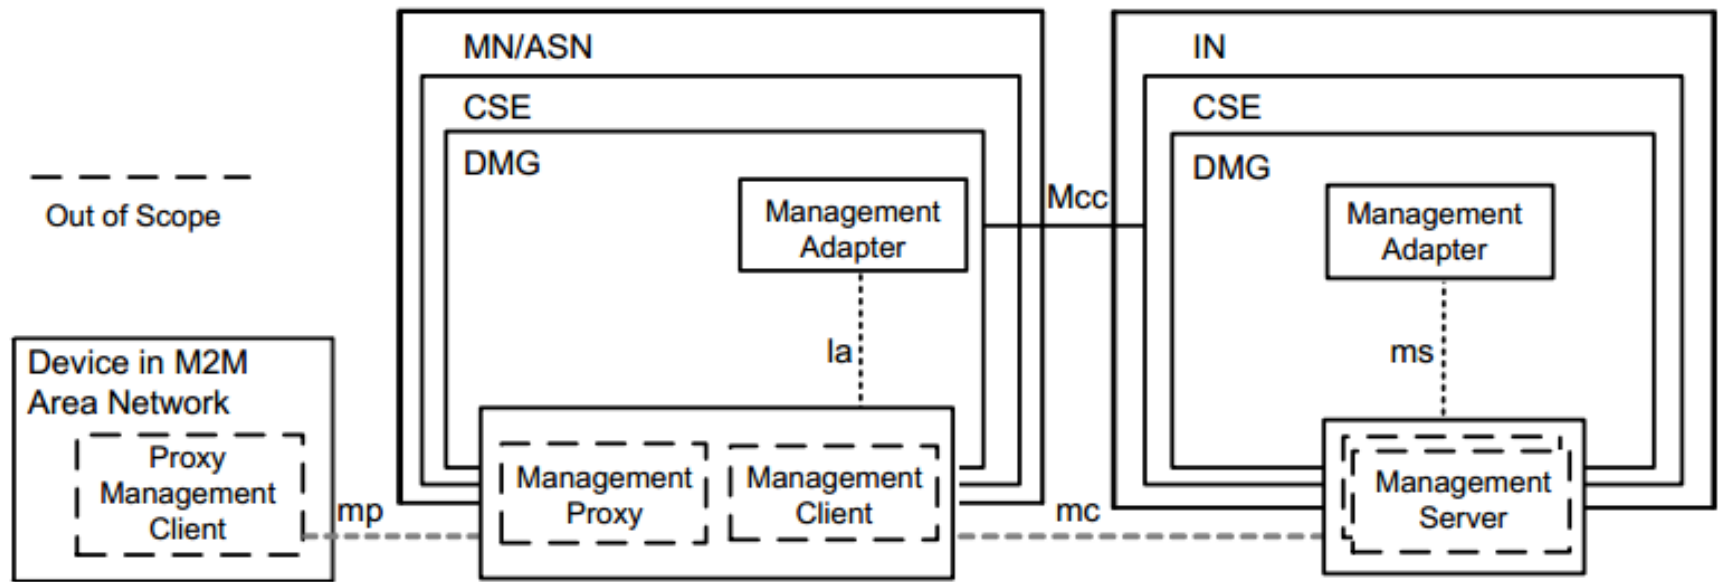 MN/ASN
CSE
DMG
Management
Adapter
la
Mcc
IN
CSE
DMG
Management
Adapter
ms
Out of Scope
Device in M2M
Area Network
Proxy
Management
Client
mp
Management
Proxy
Management
Client
mc
Management
Server